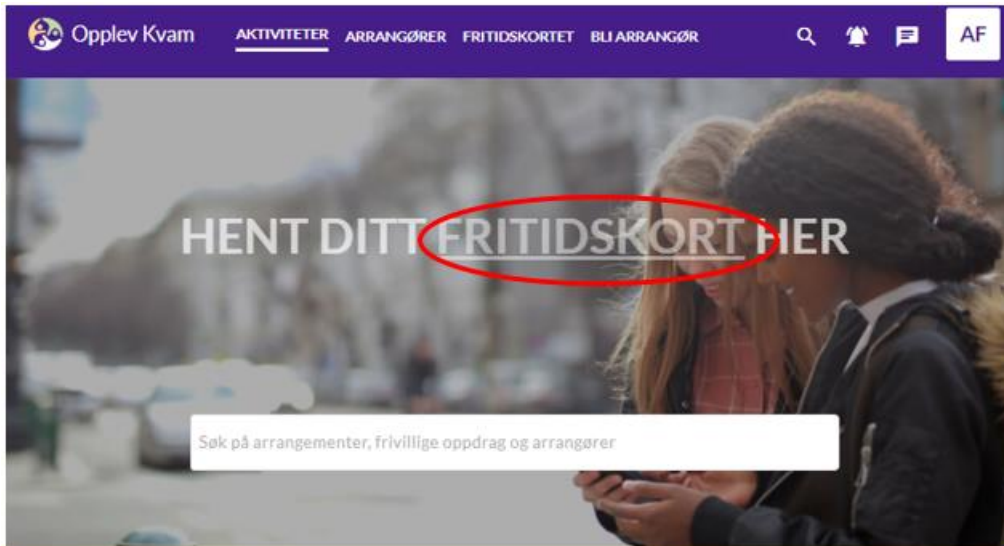 Opplev Kvam AKTIVITETER ARRANGØRER FRITIDSKORTET BLI ARRANGØR AF
HENT DITT FRITIDSKORT HER
Søk på arrangementer, frivillige oppdrag og arrangører